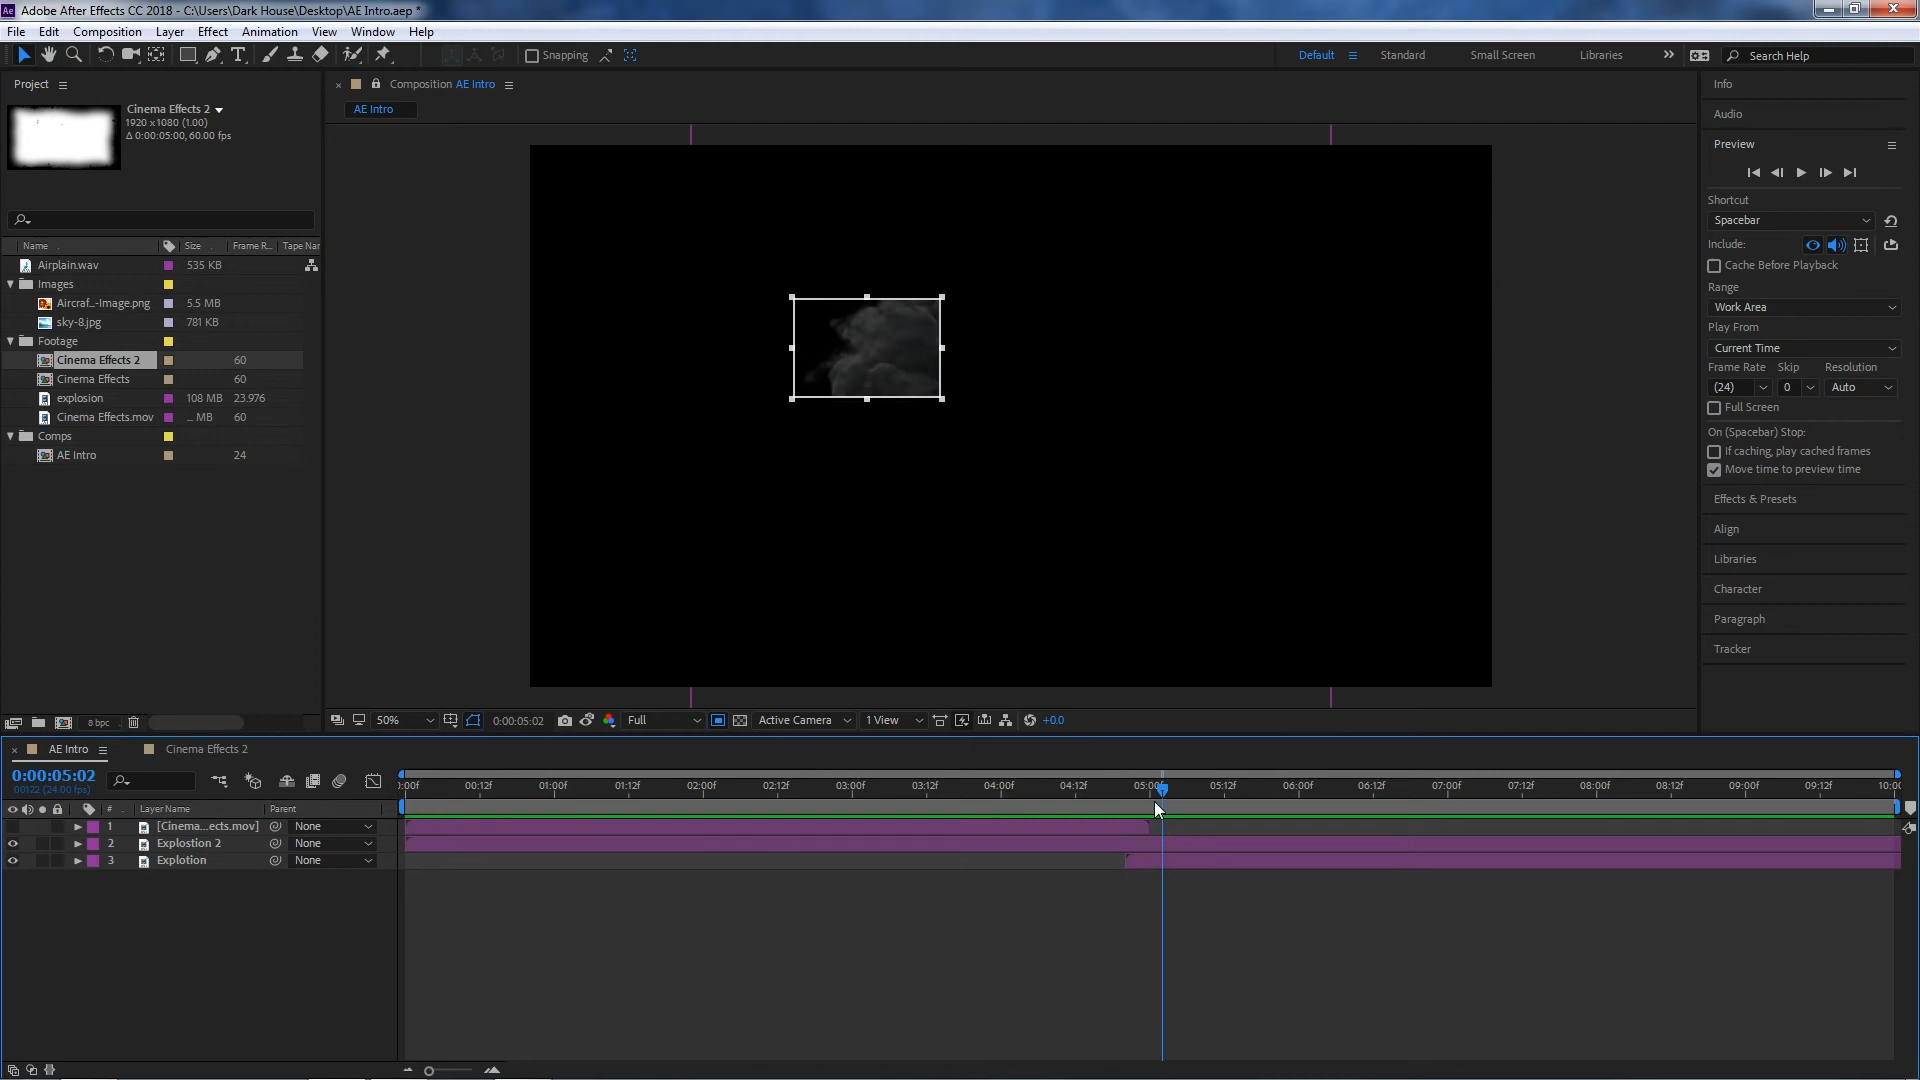 Adobe After Effects CC 2018 - C:\Users\Dark House\Desktop\AE Intro.aep *
File Edit Composition Layer Effect Animation View Window Help
Snapping
Default Standard Small Screen Libraries Search Help
Project
Cinema Effects 2
1920 x 1080 (1.00)
Δ 0:00:05:00, 60.00 fps
Name Size Frame R... Tape Nar
Airplain.wav 535 KB
Images
Aircraf...-Image.png 5.5 MB
sky-8.jpg 781 KB
Footage
Cinema Effects 2 60
Cinema Effects 60
explosion 108 MB 23.976
Cinema Effects.mov ... MB 60
Comps
AE Intro 24
8 bpc
Composition AE Intro
AE Intro
50% 0:00:05:02 Full Active Camera 1 View +0.0
Info
Audio
Preview
Shortcut
Spacebar
Include:
Cache Before Playback
Range
Work Area
Play From
Current Time
Frame Rate Skip Resolution
(24) 0 Auto
Full Screen
On (Spacebar) Stop:
If caching, play cached frames
Move time to preview time
Effects & Presets
Align
Libraries
Character
Paragraph
Tracker
AE Intro Cinema Effects 2
0:00:05:02
00122 (24.00 fps)
):00f 00:12f 01:00f 01:12f 02:00f 02:12f 03:00f 03:12f 04:00f 04:12f 05:00f 05:12f 06:00f 06:12f 07:00f 07:12f 08:00f 08:12f 09:00f 09:12f 10:00
# Layer Name Parent
1 [Cinema...ects.mov] None
2 Explostion 2 None
3 Explotion None